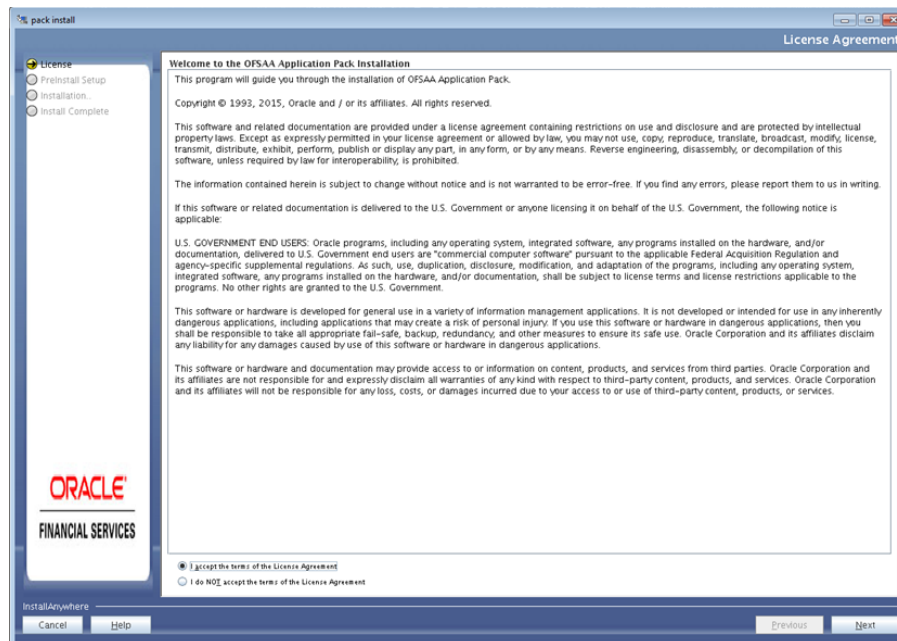 pack install
License Agreement
License
PreInstall Setup
Installation..
Install Complete
Welcome to the OFSAA Application Pack Installation
This program will guide you through the installation of OFSAA Application Pack.
Copyright © 1993, 2015, Oracle and / or its affiliates. All rights reserved.
This software and related documentation are provided under a license agreement containing restrictions on use and disclosure and are protected by intellectual
property laws. Except as expressly permitted in your license agreement or allowed by law, you may not use, copy, reproduce, translate, broadcast, modify, license,
transmit, distribute, exhibit, perform, publish or display any part, in any form, or by any means. Reverse engineering, disassembly, or decompilation of this
software, unless required by law for interoperability, is prohibited.
The information contained herein is subject to change without notice and is not warranted to be error-free. If you find any errors, please report them to us in writing.
If this software or related documentation is delivered to the U.S. Government or anyone licensing it on behalf of the U.S. Government, the following notice is
applicable:
U.S. GOVERNMENT END USERS: Oracle programs, including any operating system, integrated software, any programs installed on the hardware, and/or
documentation, delivered to U.S. Government end users are "commercial computer software" pursuant to the applicable Federal Acquisition Regulation and
agency-specific supplemental regulations. As such, use, duplication, disclosure, modification, and adaptation of the programs, including any operating system,
integrated software, any programs installed on the hardware, and/or documentation, shall be subject to license terms and license restrictions applicable to the
programs. No other rights are granted to the U.S. Government.
This software or hardware is developed for general use in a variety of information management applications. It is not developed or intended for use in any inherently
dangerous applications, including applications that may create a risk of personal injury. If you use this software or hardware in dangerous applications, then you
shall be responsible to take all appropriate fail-safe, backup, redundancy, and other measures to ensure its safe use. Oracle Corporation and its affiliates disclaim
any liability for any damages caused by use of this software or hardware in dangerous applications.
This software or hardware and documentation may provide access to or information on content, products, and services from third parties. Oracle Corporation and
its affiliates are not responsible for and expressly disclaim all warranties of any kind with respect to third-party content, products, and services. Oracle Corporation
and its affiliates will not be responsible for any loss, costs, or damages incurred due to your access to or use of third-party content, products, or services.
ORACLE
FINANCIAL SERVICES
I accept the terms of the License Agreement
I do NOT accept the terms of the License Agreement
InstallAnywhere
Cancel
Help
Previous
Next